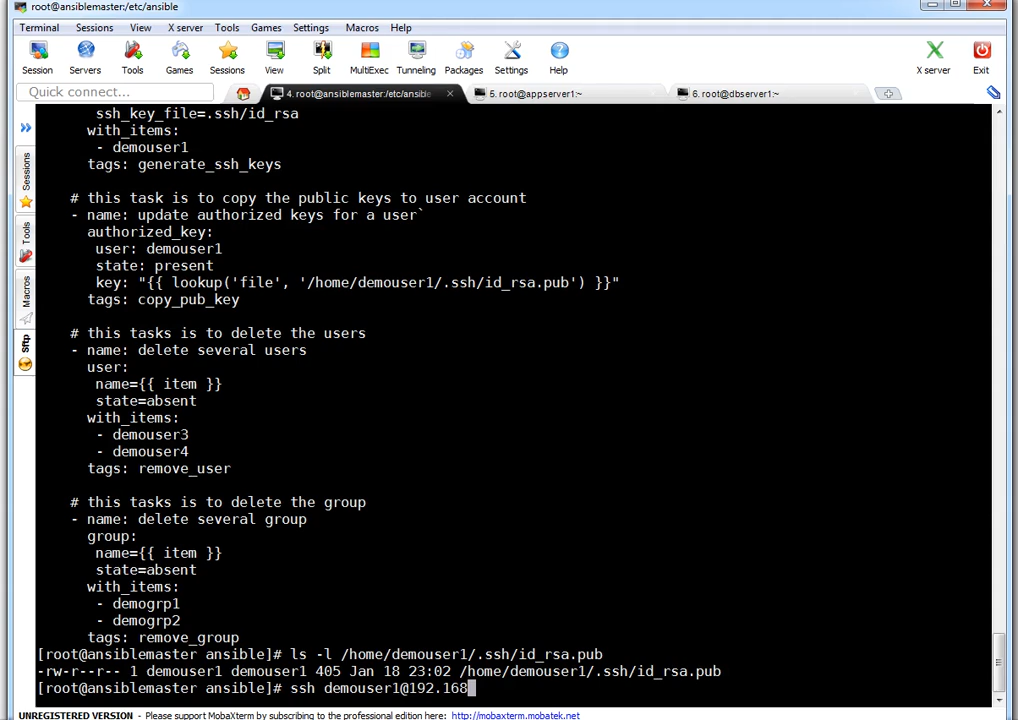 root@ansiblemaster:/etc/ansible
Terminal Sessions View X server Tools Games Settings Macros Help
Session Servers Tools Games Sessions View Split MultiExec Tunneling Packages Settings Help X server Exit
Quick connect...
4. root@ansiblemaster:/etc/ansible
5. root@appserver1:~
6. root@dbserver1:~
Sessions
Tools
Macros
Sftp
ssh_key_file=.ssh/id_rsa
with_items:
- demouser1
tags: generate_ssh_keys
# this task is to copy the public keys to user account
- name: update authorized keys for a user`
authorized_key:
user: demouser1
state: present
key: "{{ lookup('file', '/home/demouser1/.ssh/id_rsa.pub') }}"
tags: copy_pub_key
# this tasks is to delete the users
- name: delete several users
user:
name={{ item }}
state=absent
with_items:
- demouser3
- demouser4
tags: remove_user
# this tasks is to delete the group
- name: delete several group
group:
name={{ item }}
state=absent
with_items:
- demogrp1
- demogrp2
tags: remove_group
[root@ansiblemaster ansible]# ls -l /home/demouser1/.ssh/id_rsa.pub
-rw-r--r-- 1 demouser1 demouser1 405 Jan 18 23:02 /home/demouser1/.ssh/id_rsa.pub
[root@ansiblemaster ansible]# ssh demouser1@192.168
UNREGISTERED VERSION - Please support MobaXterm by subscribing to the professional edition here: http://mobaxterm.mobatek.net